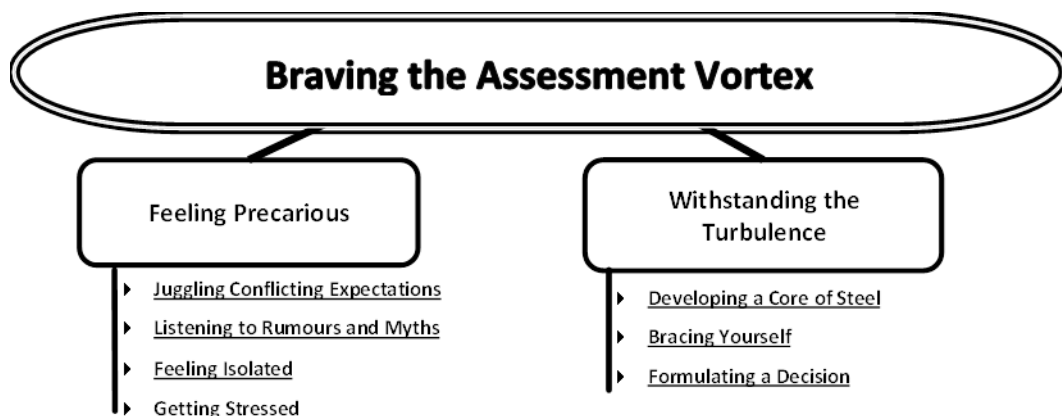 Braving the Assessment Vortex
Feeling Precarious
Juggling Conflicting Expectations
Listening to Rumours and Myths
Feeling Isolated
Getting Stressed
Withstanding the
Turbulence
Developing a Core of Steel
Bracing Yourself
Formulating a Decision